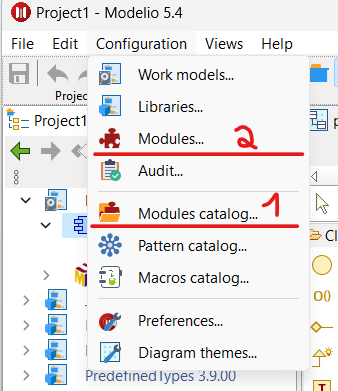 Project1 - Modelio 5.4
File Edit Configuration Views Help
Work models...
Projec
Libraries...
Project1
Modules... 2
Audit...
Modules catalog... 1
Pattern catalog...
Cl
Macros catalog...
Preferences...
Diagram themes...
PredefinedTypes 3.9.00